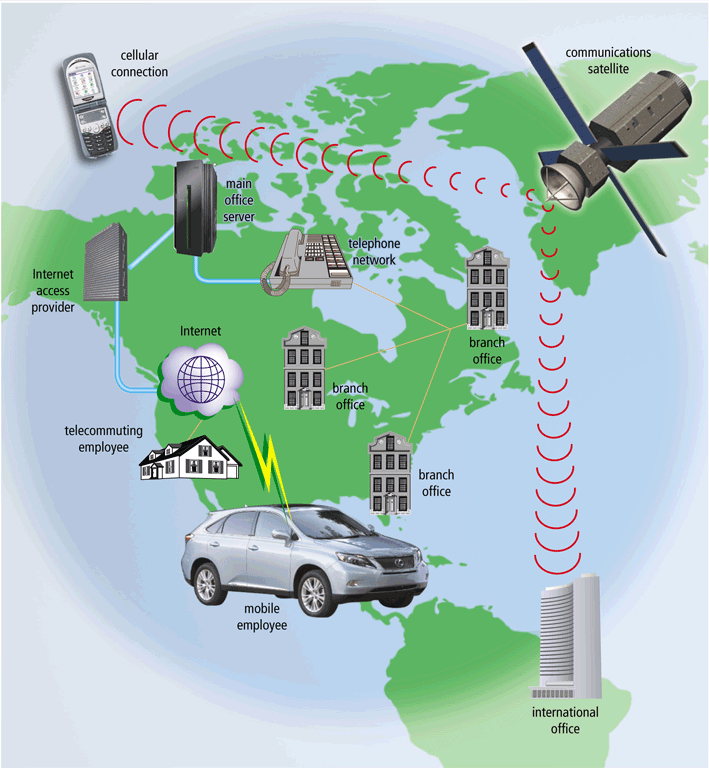 cellular
connection
communications
satellite
main
office
server
telephone
network
Internet
access
provider
Internet
branch
office
branch
office
telecommuting
employee
branch
office
mobile
employee
international
office